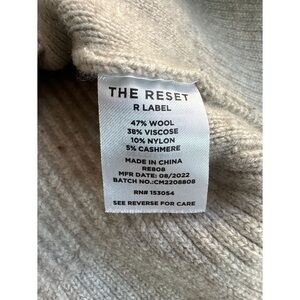 THE RESET
R LABEL
47% WOOL
38% VISCOSE
10% NYLON
5% CASHMERE
MADE IN CHINA
RE808
MFR DATE: 08/2022
BATCH NO.:CM2208808
RN# 153054
SEE REVERSE FOR CARE